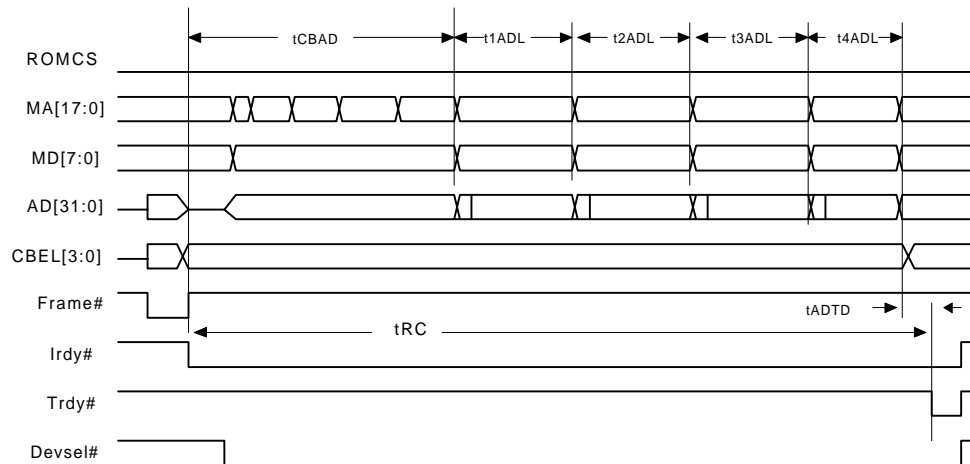 tCBAD
t1ADL
t2ADL
t3ADL
t4ADL
ROMCS
MA[17:0]
MD[7:0]
AD[31:0]
CBEL[3:0]
Frame#
tADTD
tRC
Irdy#
Trdy#
Devsel#